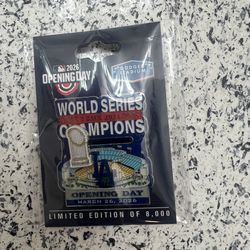 2026
OPENING DAY
DODGER
STADIUM
WORLD SERIES
CHAMPIONS
OPENING DAY
MARCH 26, 2026
LIMITED EDITION OF 8,000